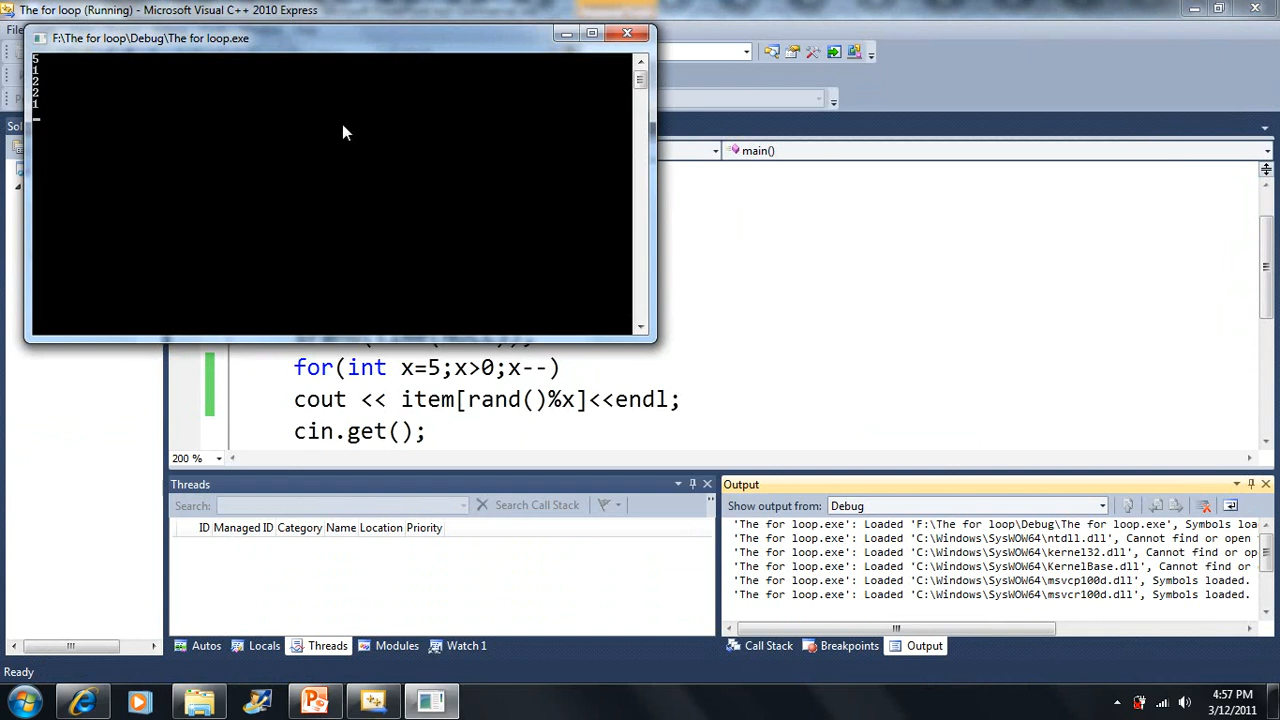 The for loop (Running) - Microsoft Visual C++ 2010 Express
File
F:\The for loop\Debug\The for loop.exe
5
1
2
2
1
Sol
main()
for(int x=5;x>0;x--)
cout << item[rand()%x]<<endl;
cin.get();
200 %
Threads
Search:
Search Call Stack
ID Managed ID Category Name Location Priority
Output
Show output from: Debug
'The for loop.exe': Loaded 'F:\The for loop\Debug\The for loop.exe', Symbols loa
'The for loop.exe': Loaded 'C:\Windows\SysWOW64\ntdll.dll', Cannot find or open
'The for loop.exe': Loaded 'C:\Windows\SysWOW64\kernel32.dll', Cannot find or op
'The for loop.exe': Loaded 'C:\Windows\SysWOW64\KernelBase.dll', Cannot find or
'The for loop.exe': Loaded 'C:\Windows\SysWOW64\msvcp100d.dll', Symbols loaded.
'The for loop.exe': Loaded 'C:\Windows\SysWOW64\msvcr100d.dll', Symbols loaded.
Autos Locals Threads Modules Watch 1
Call Stack Breakpoints Output
Ready
4:57 PM
3/12/2011